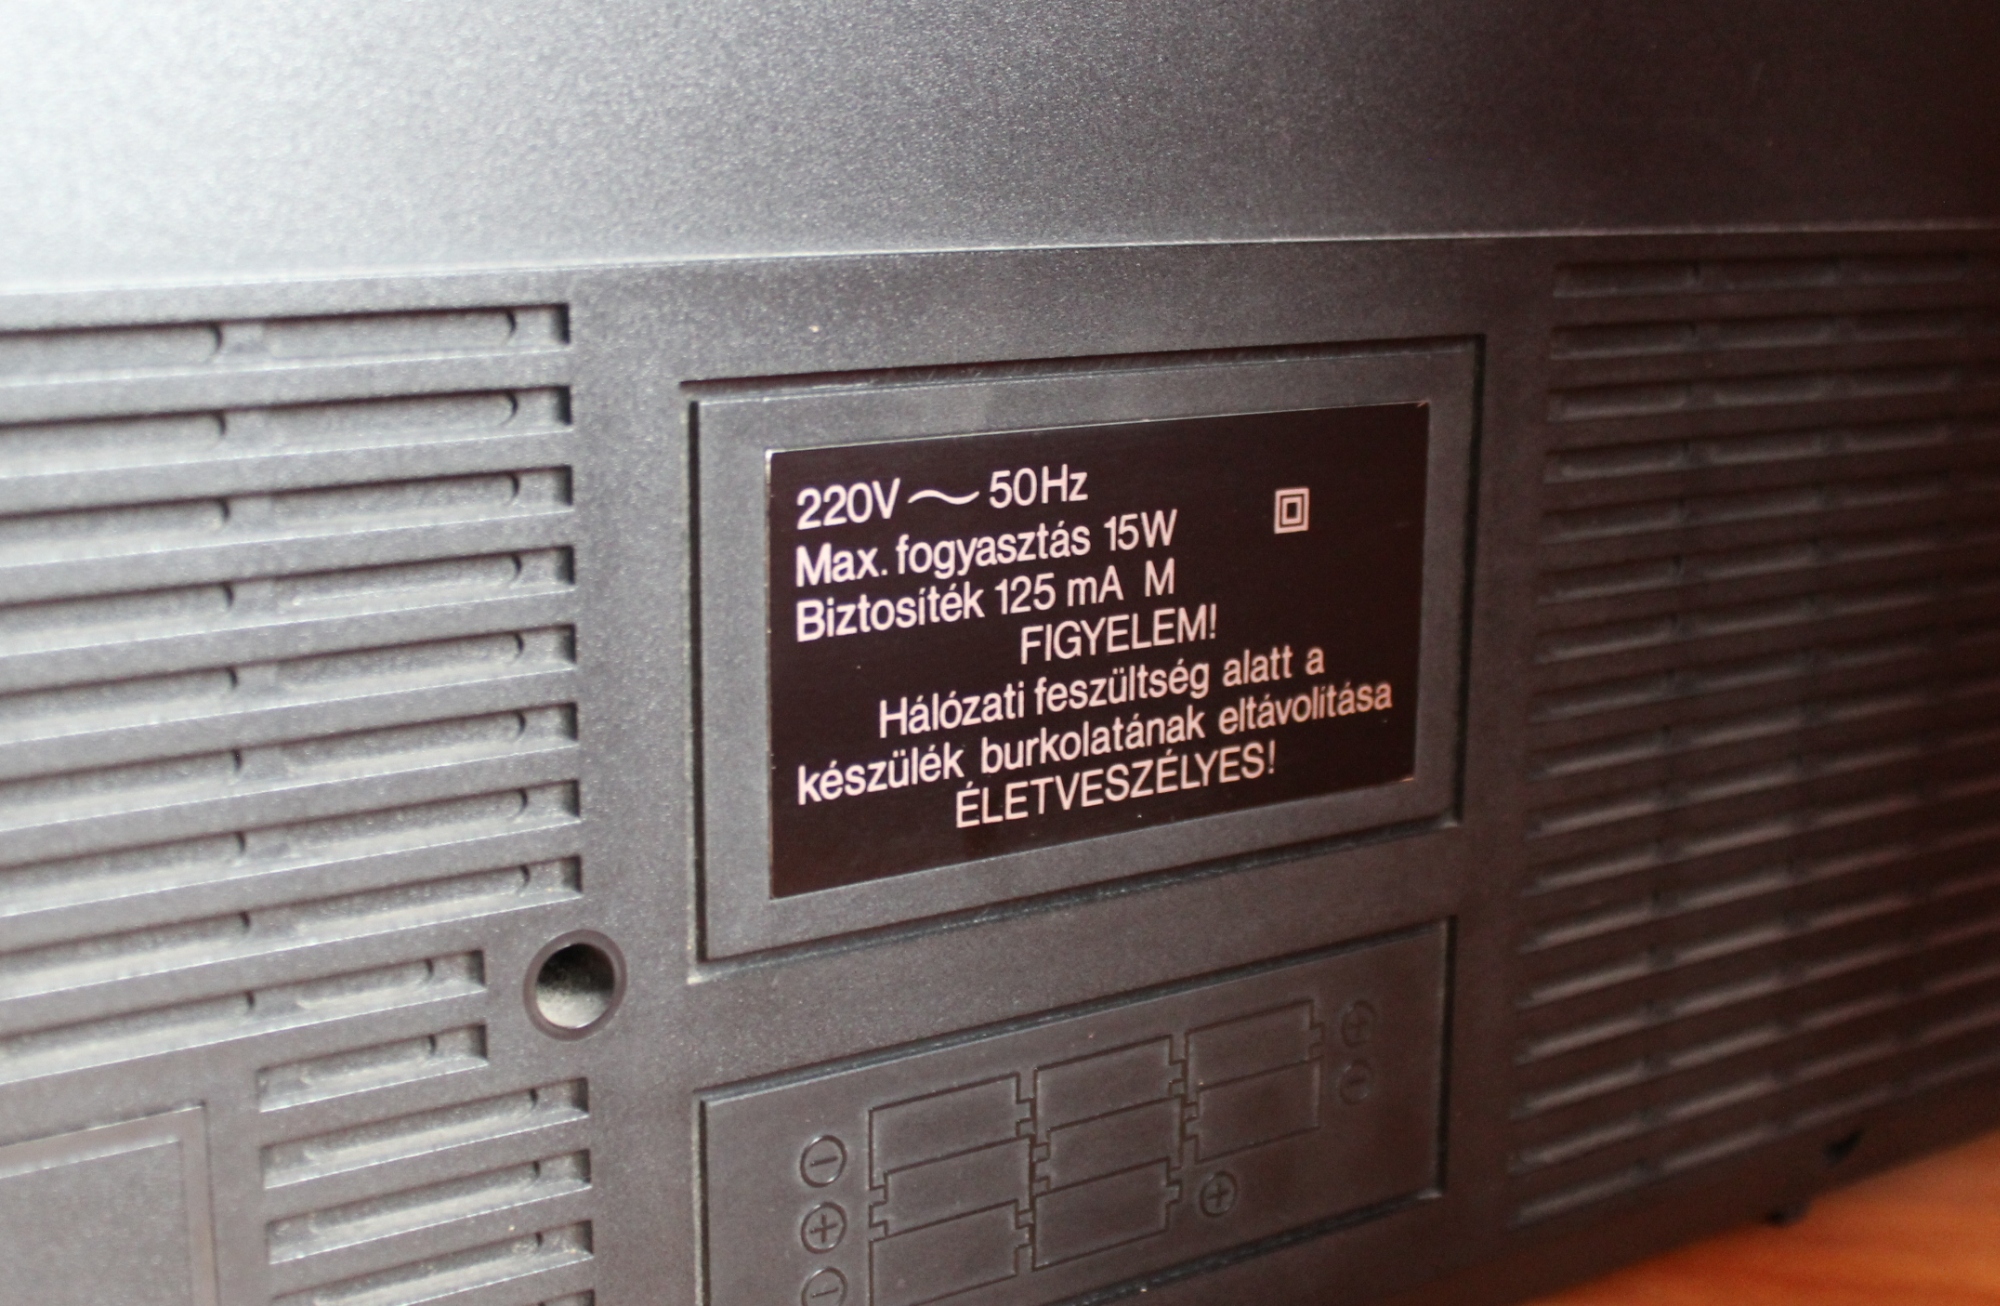 220V ~ 50Hz
Max. fogyasztás 15W
Biztosíték 125 mA M
FIGYELEM!
Hálózati feszültség alatt a
készülék burkolatának eltávolítása
ÉLETVESZÉLYES!